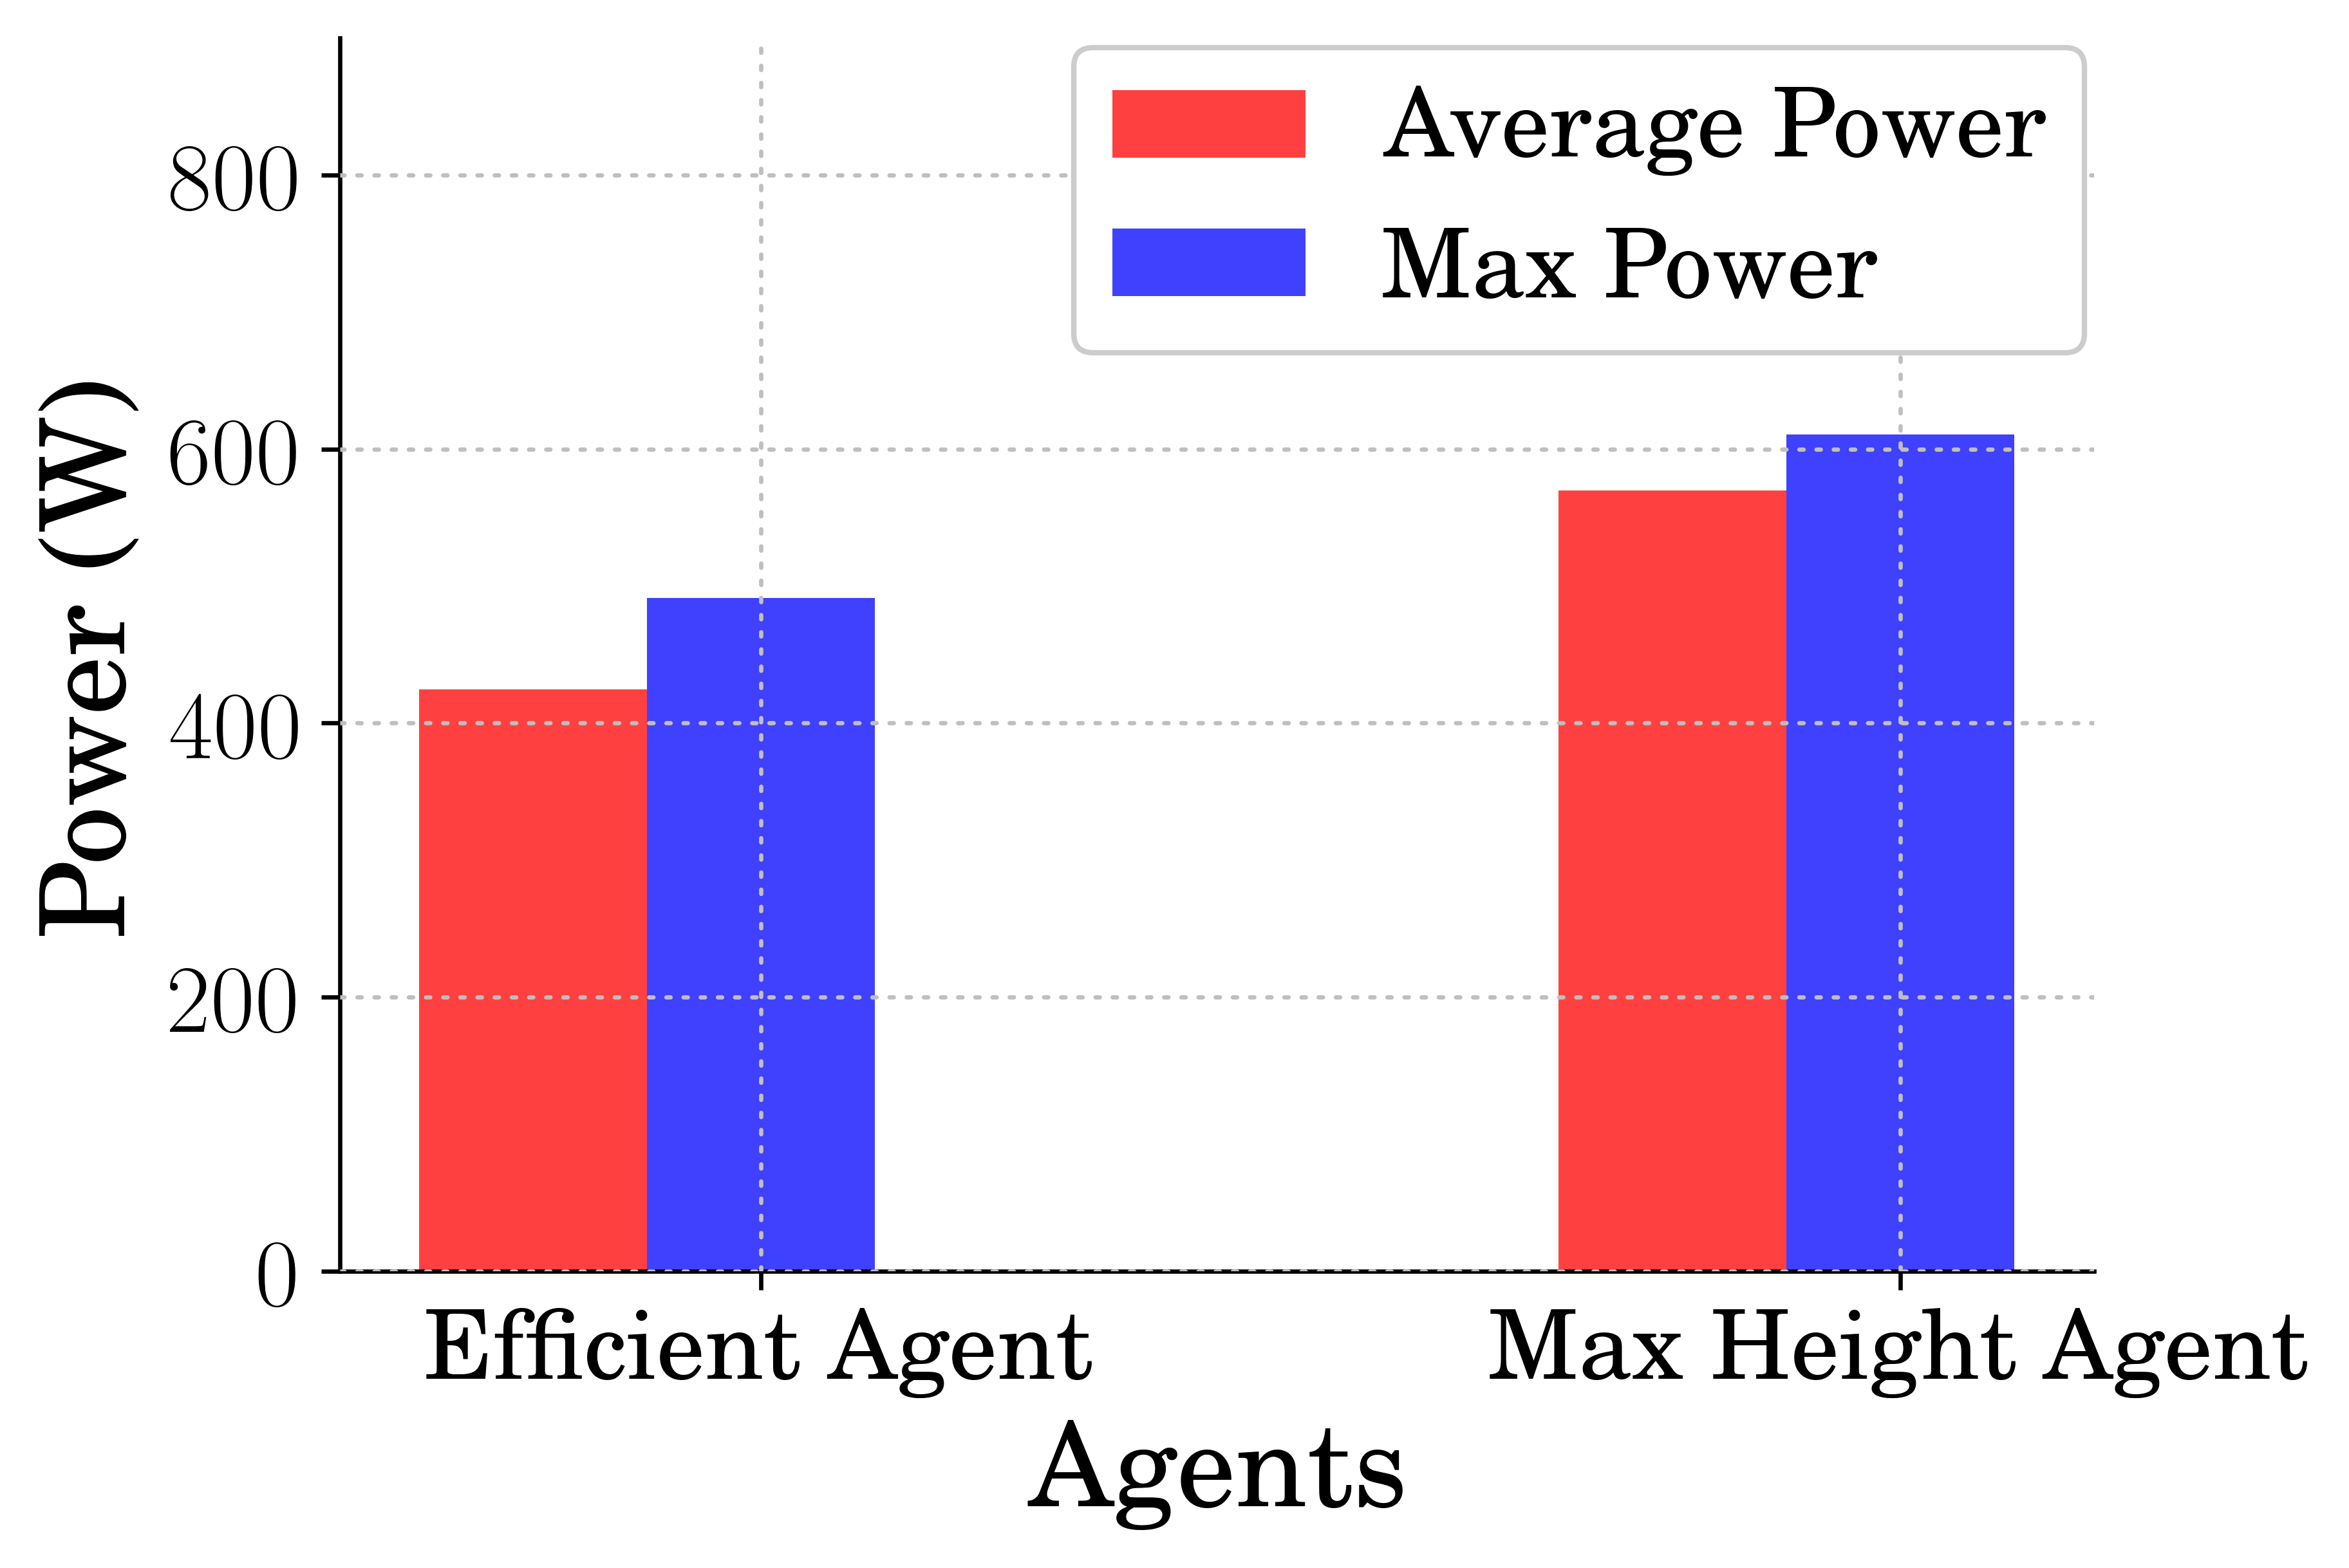 Average Power
Max Power
800
600
400
200
0
Power (W)
Efficient Agent
Max Height Agent
Agents